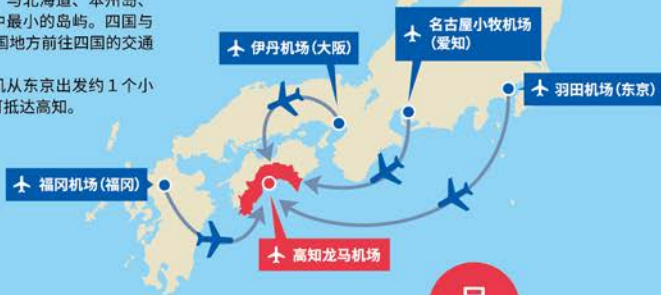 与北海道、本州岛、
中最小的岛屿。四国与
国地方前往四国的交通
机从东京出发约1个小
可抵达高知。
伊丹机场(大阪)
名古屋小牧机场
(爱知)
羽田机场(东京)
福冈机场(福冈)
高知龙马机场